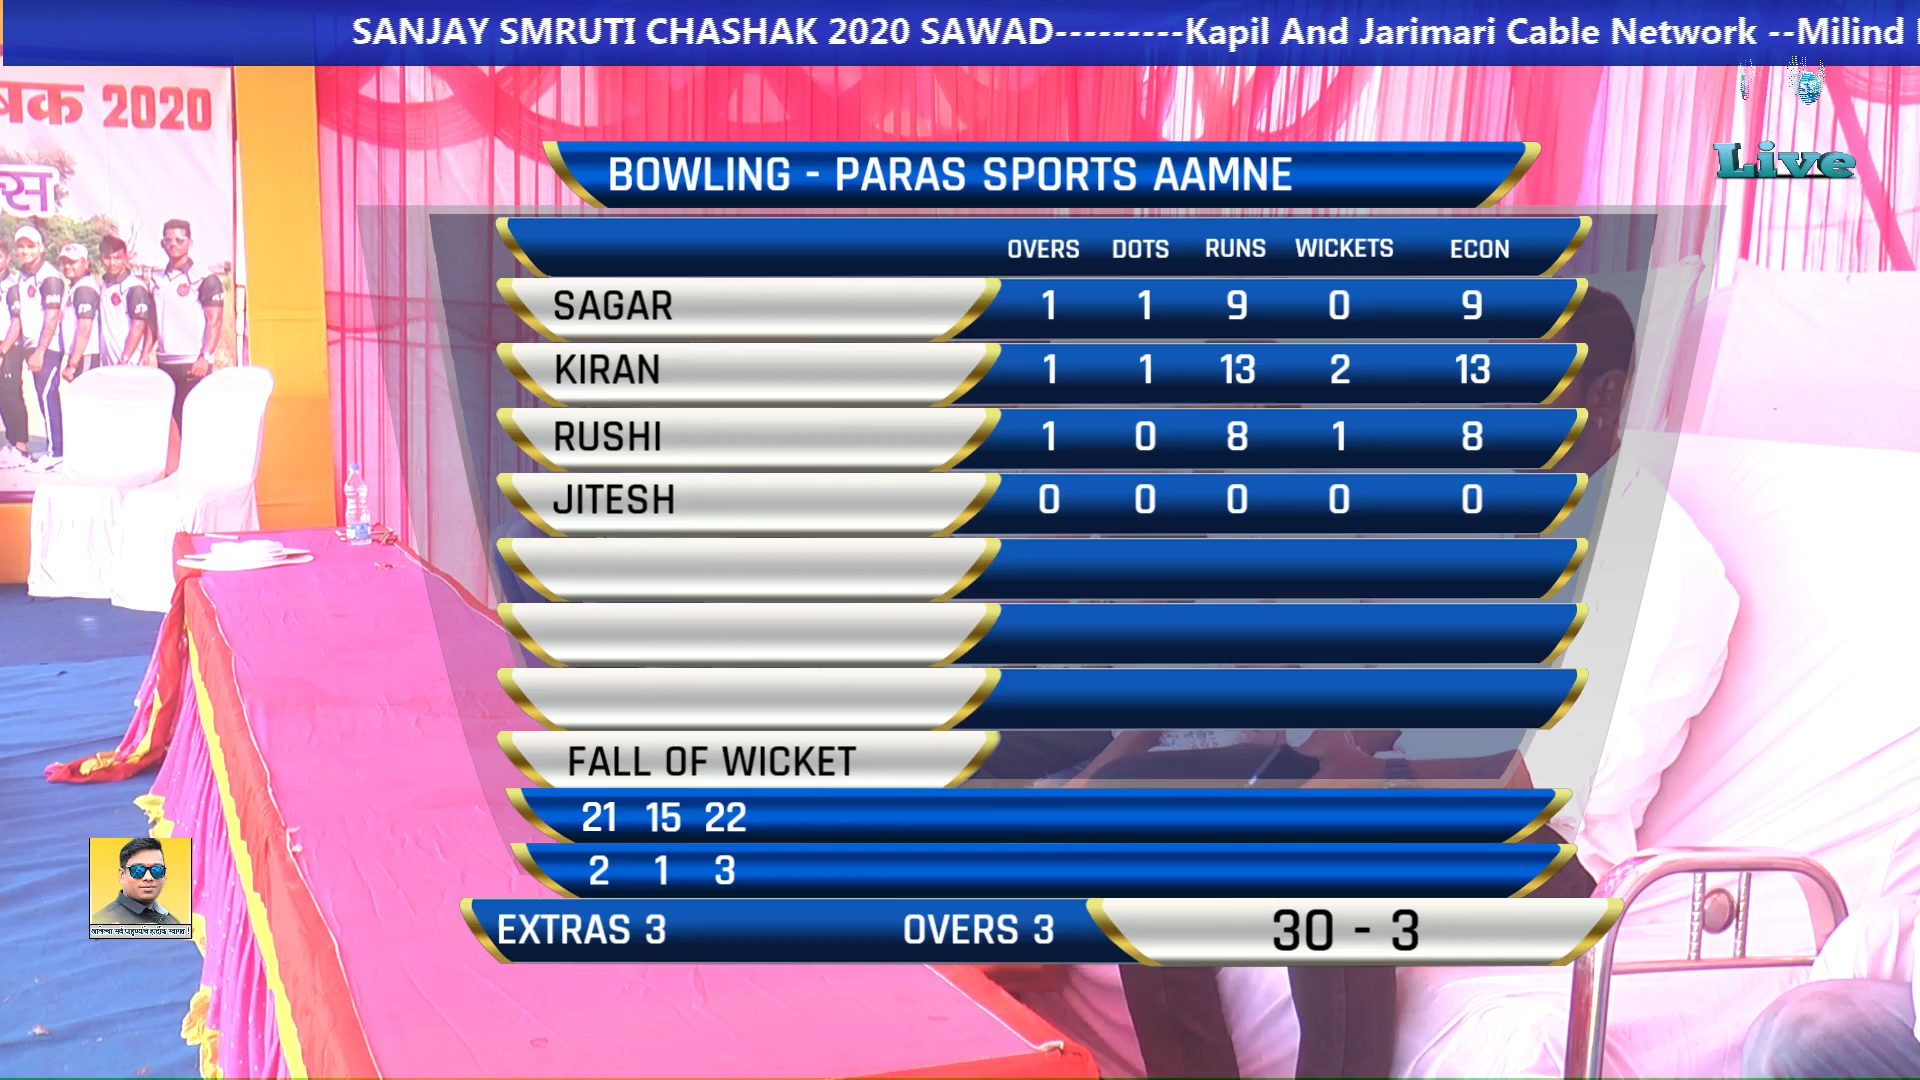 SANJAY SMRUTI CHASHAK 2020 SAWAD---------Kapil And Jarimari Cable Network --Milind
षक 2020
Live
BOWLING - PARAS SPORTS AAMNE
OVERS DOTS RUNS WICKETS ECON
SAGAR 1 1 9 0 9
KIRAN 1 1 13 2 13
RUSHI 1 0 8 1 8
JITESH 0 0 0 0 0
FALL OF WICKET
21 15 22
2 1 3
EXTRAS 3 OVERS 3 30 - 3